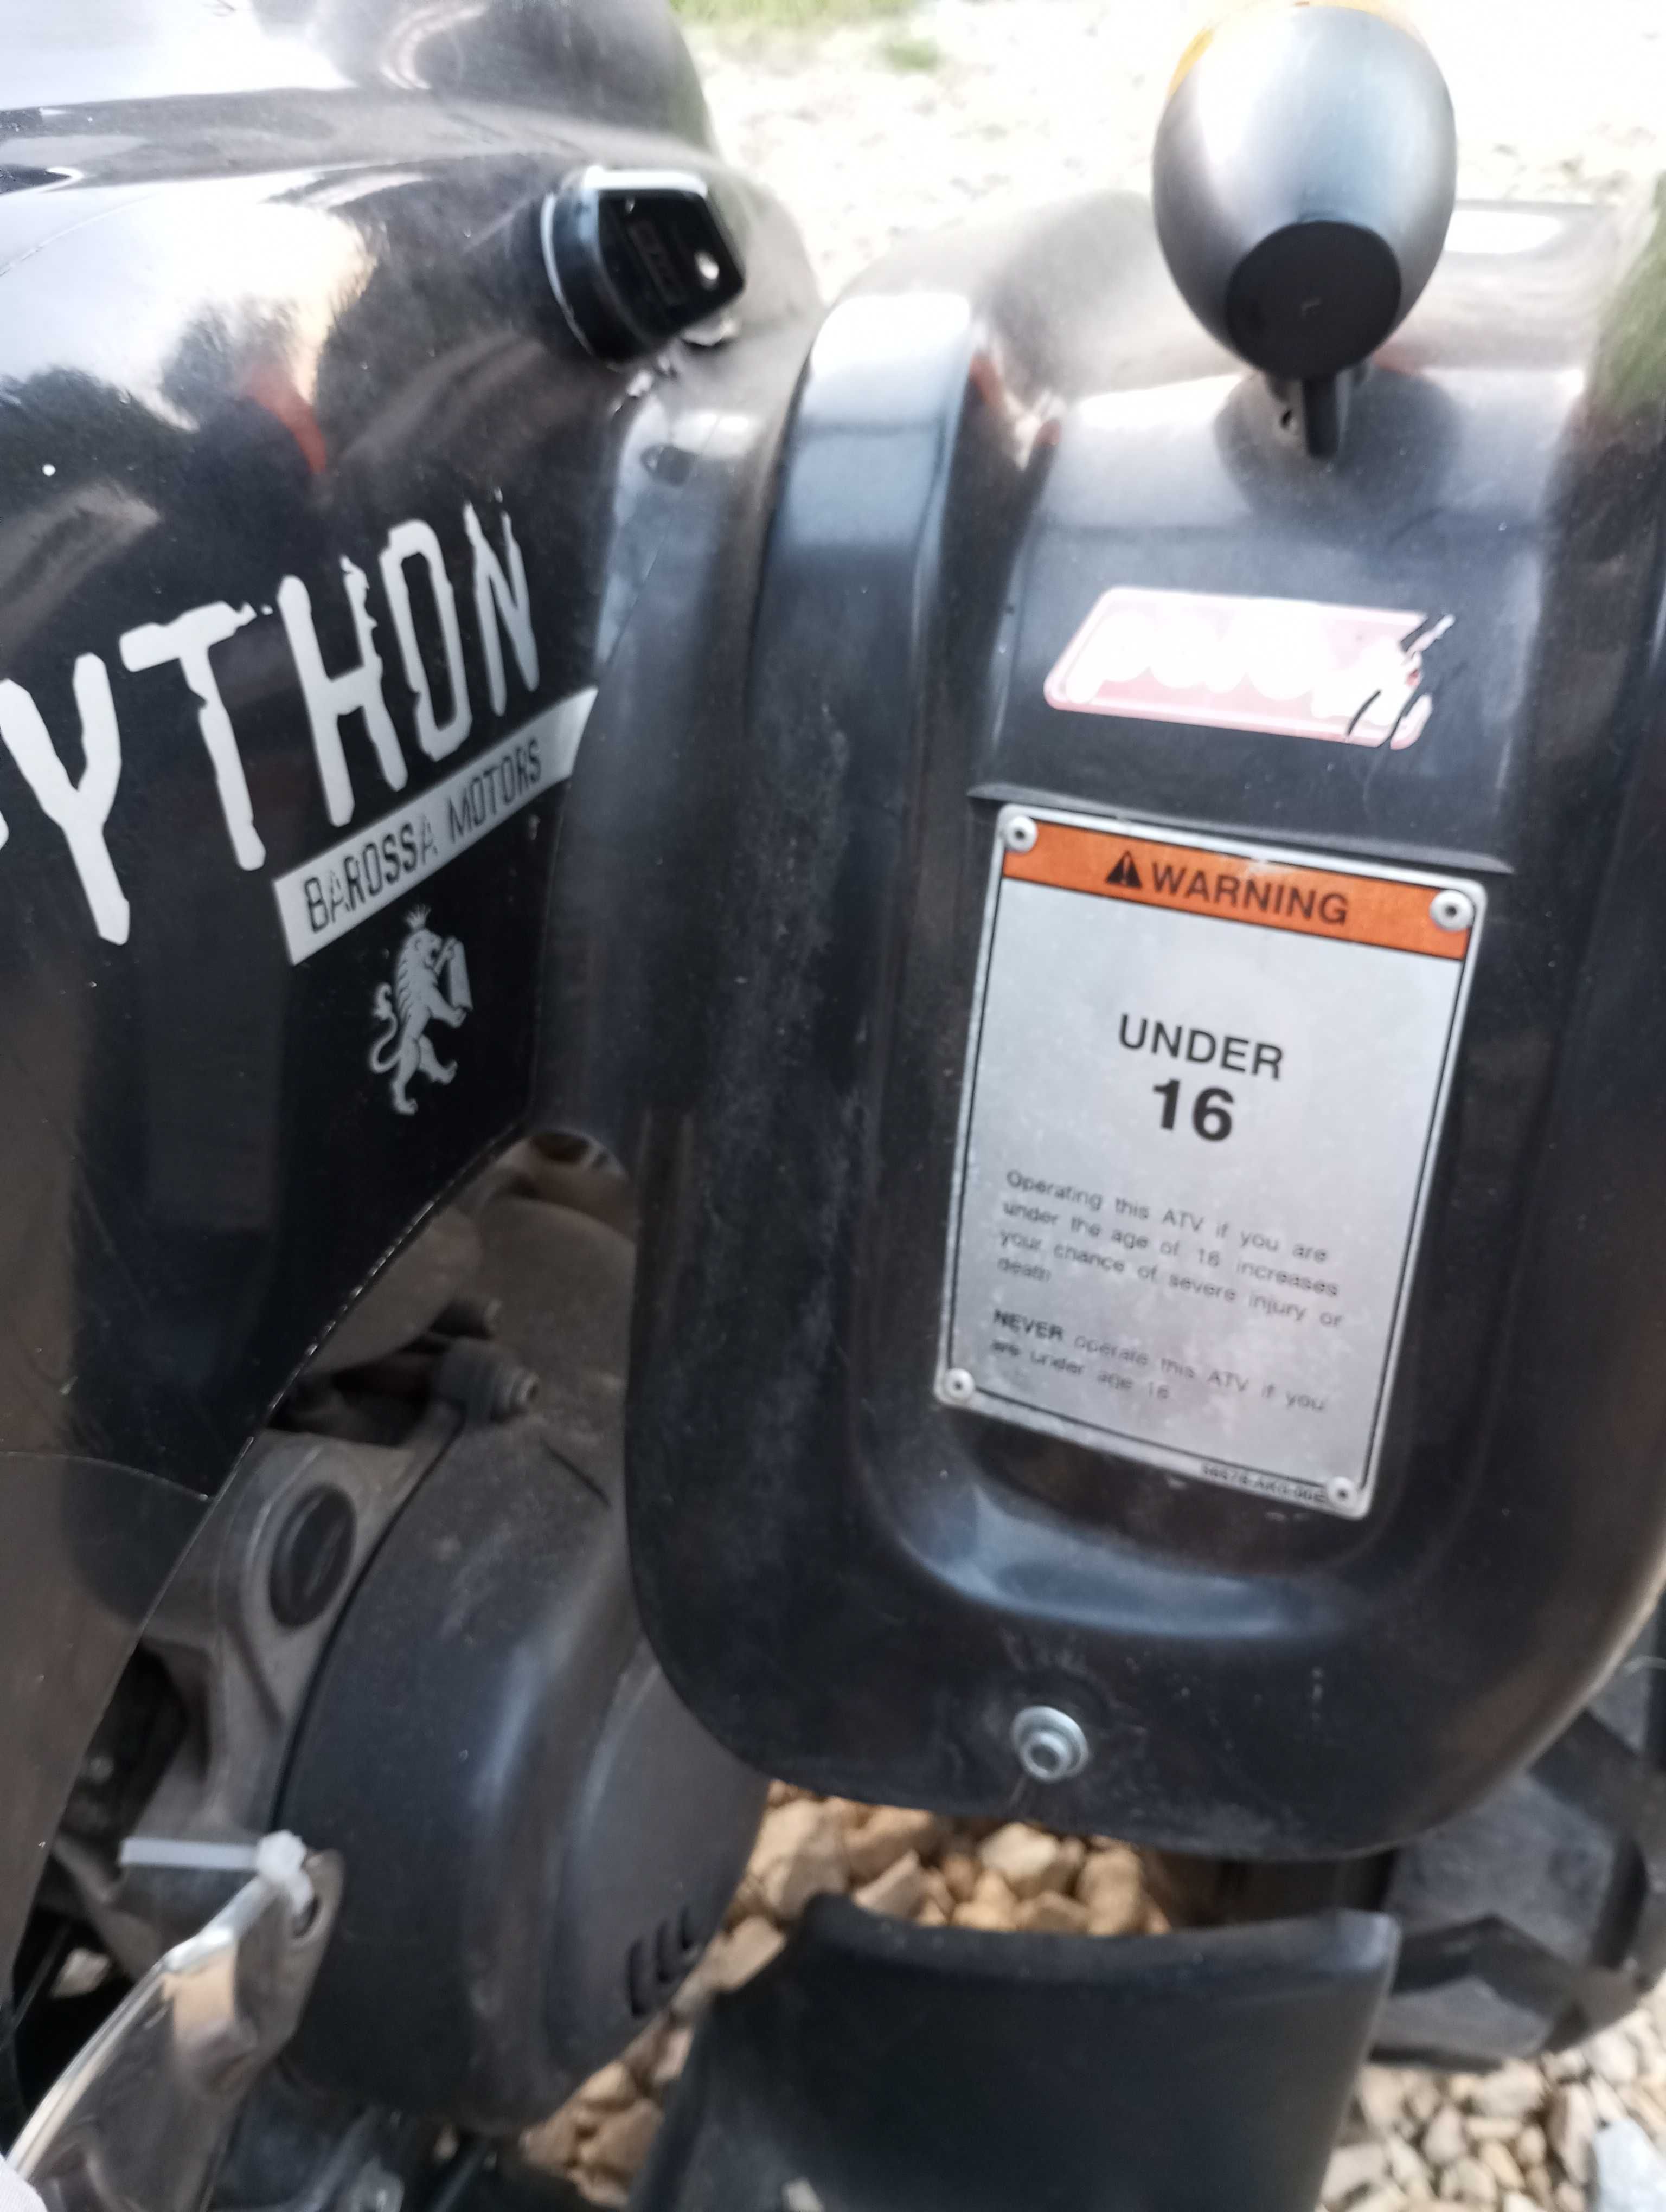 PYTHON
BAROSSA MOTORS
WARNING
UNDER
16
Operating this ATV if you are
under the age of 16 increases
your chance of severe injury or
death
NEVER operate this ATV if you
are under age 16